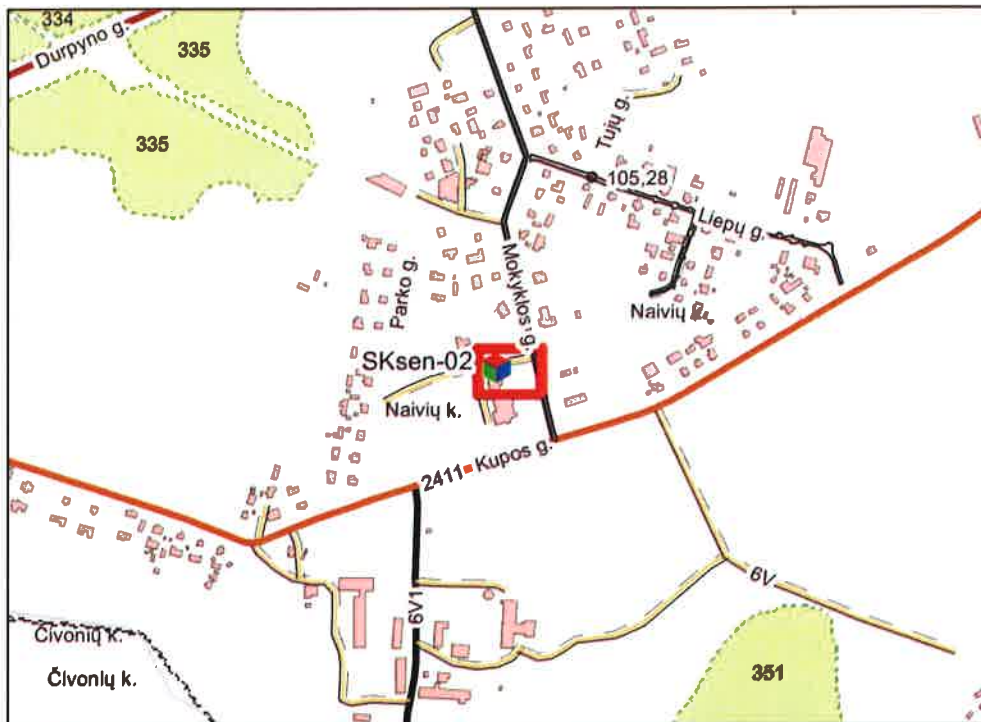 334
Durpyno g.
335
335
Tujų g.
105,28
Liepų g.
Mokyklos g.
Parko g.
Naivių
SKsen-02
Naivių k.
2411
Kupos g.
6V1
6V
Čivonių k.
Čivonių k.
351